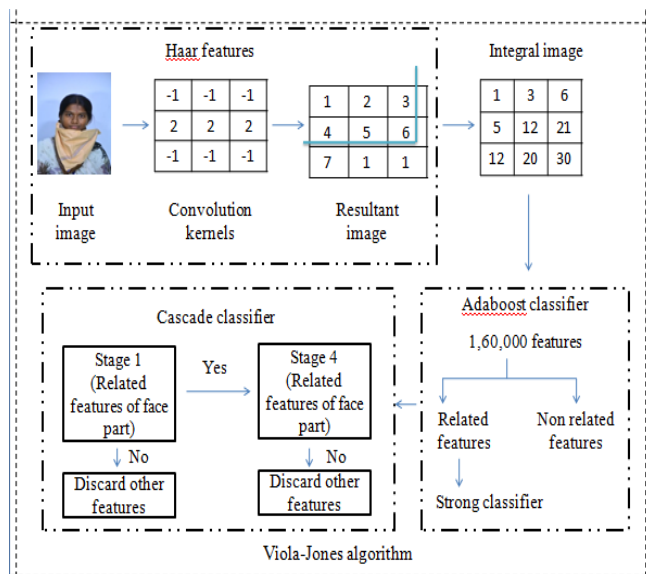 Haar features
Integral image
-1 -1 -1
2 2 2
-1 -1 -1
1 2 3
4 5 6
7 1 1
1 3 6
5 12 21
12 20 30
Input
image
Convolution
kernels
Resultant
image
Cascade classifier
Stage 1
(Related
features of face
part)
Yes
Stage 4
(Related
features of face
part)
No
No
Discard other
features
Discard other
features
Adaboost classifier
1,60,000 features
Related
features
Non related
features
Strong classifier
Viola-Jones algorithm